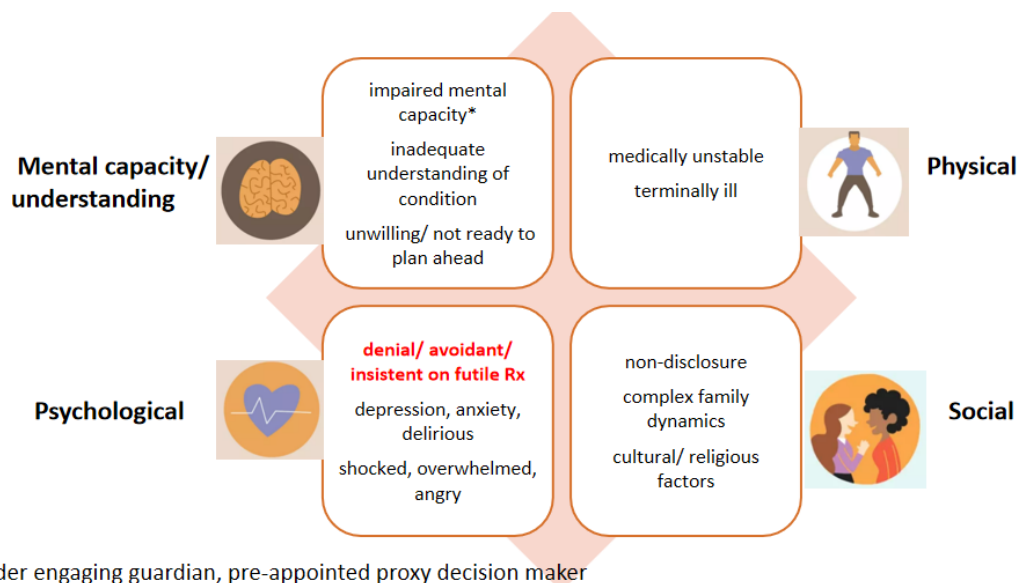 Mental capacity/
understanding
impaired mental
capacity*
inadequate
understanding of
condition
unwilling/ not ready to
plan ahead
medically unstable
terminally ill
Physical
Psychological
denial/ avoidant/
insistent on futile Rx
depression, anxiety,
delirious
shocked, overwhelmed,
angry
non-disclosure
complex family
dynamics
cultural/ religious
factors
Social
engaging guardian, pre-appointed proxy decision maker